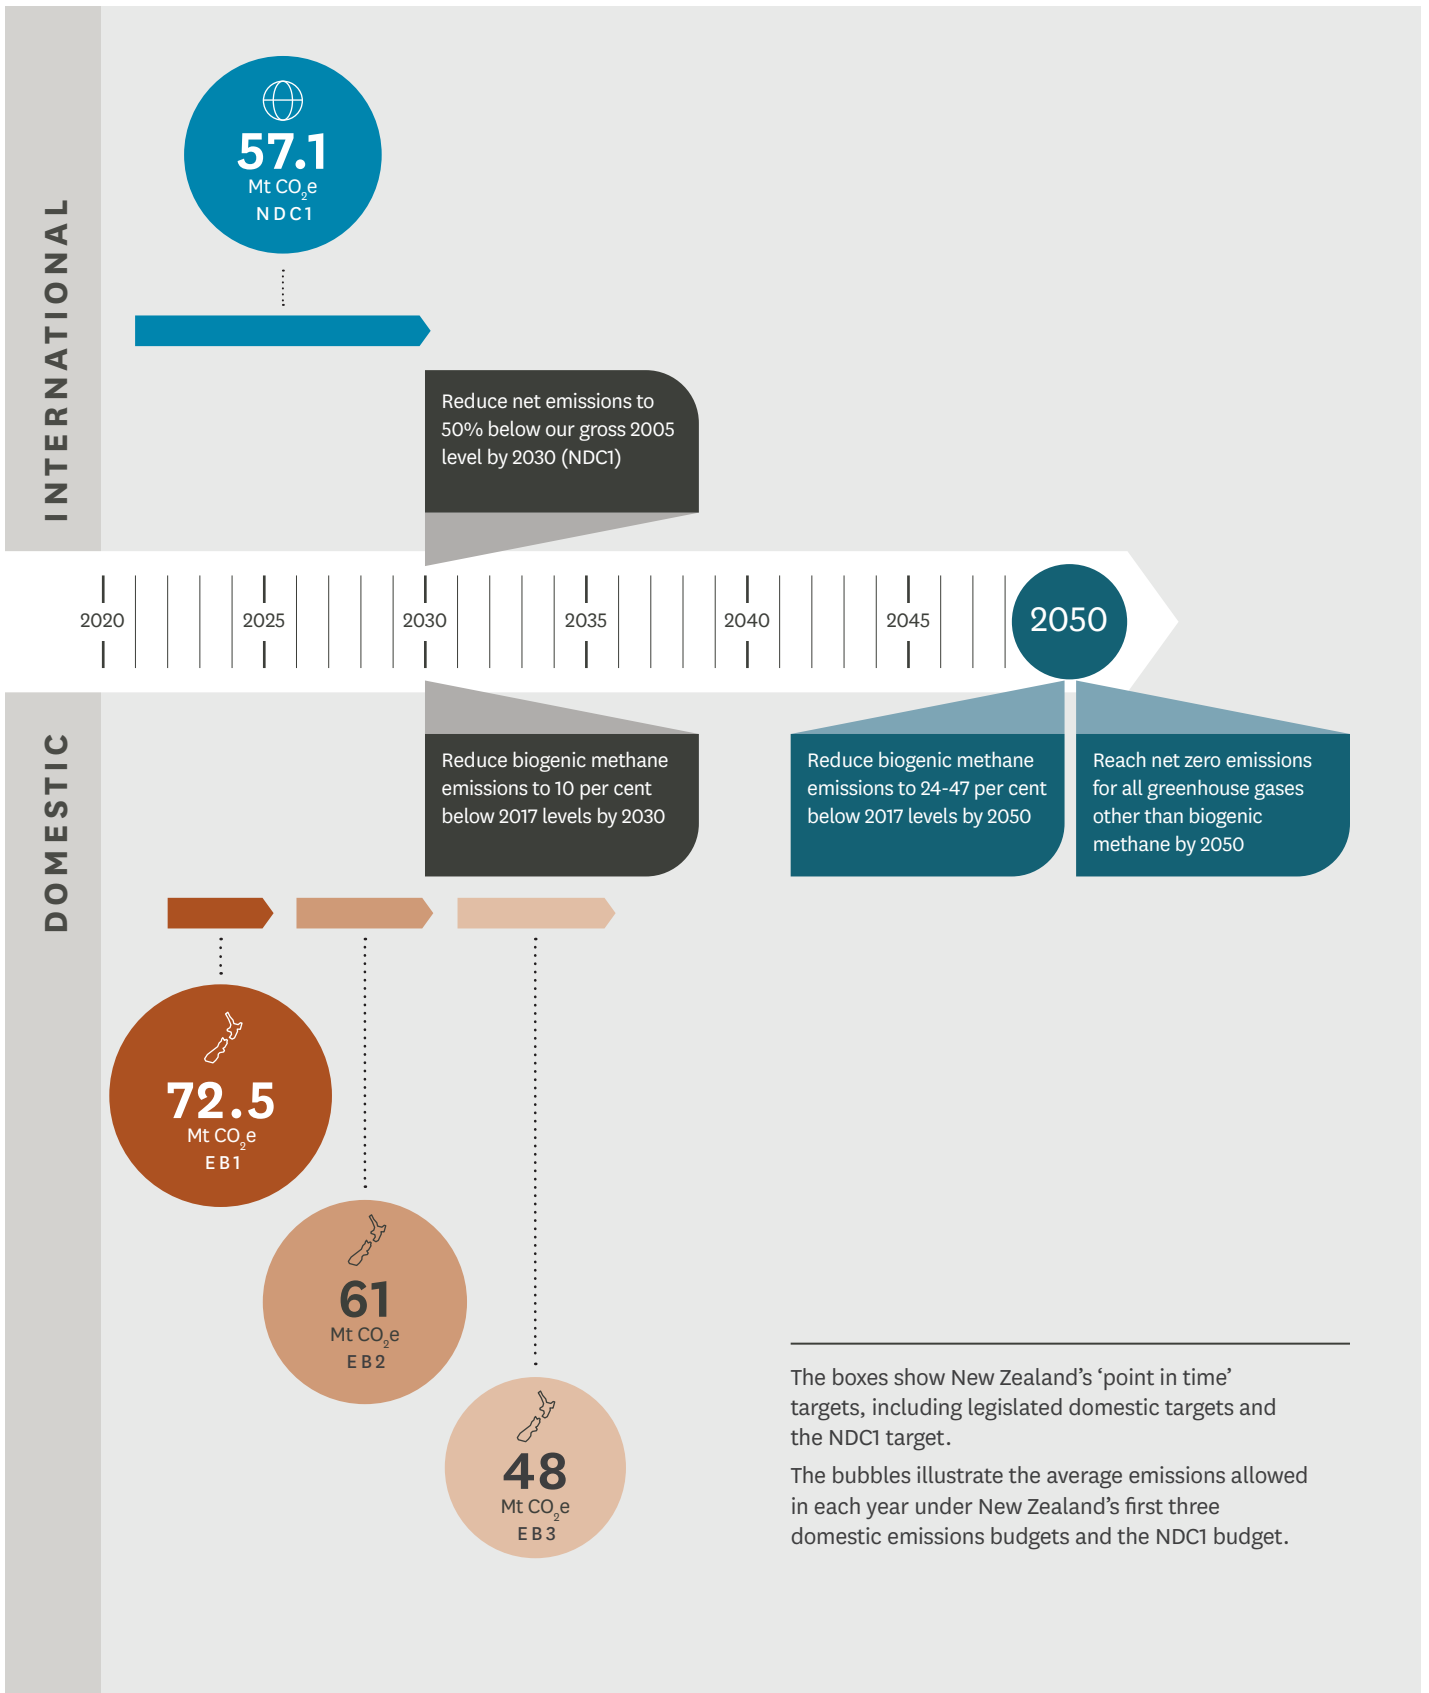 INTERNATIONAL
57.1
Mt CO₂e
NDC1
Reduce net emissions to
50% below our gross 2005
level by 2030 (NDC1)
2020
2025
2030
2035
2040
2045
2050
DOMESTIC
Reduce biogenic methane
emissions to 10 per cent
below 2017 levels by 2030
Reduce biogenic methane
emissions to 24-47 per cent
below 2017 levels by 2050
Reach net zero emissions
for all greenhouse gases
other than biogenic
methane by 2050
72.5
Mt CO₂e
EB1
61
Mt CO₂e
EB2
48
Mt CO₂e
EB3
The boxes show New Zealand’s ‘point in time’
targets, including legislated domestic targets and
the NDC1 target.
The bubbles illustrate the average emissions allowed
in each year under New Zealand’s first three
domestic emissions budgets and the NDC1 budget.